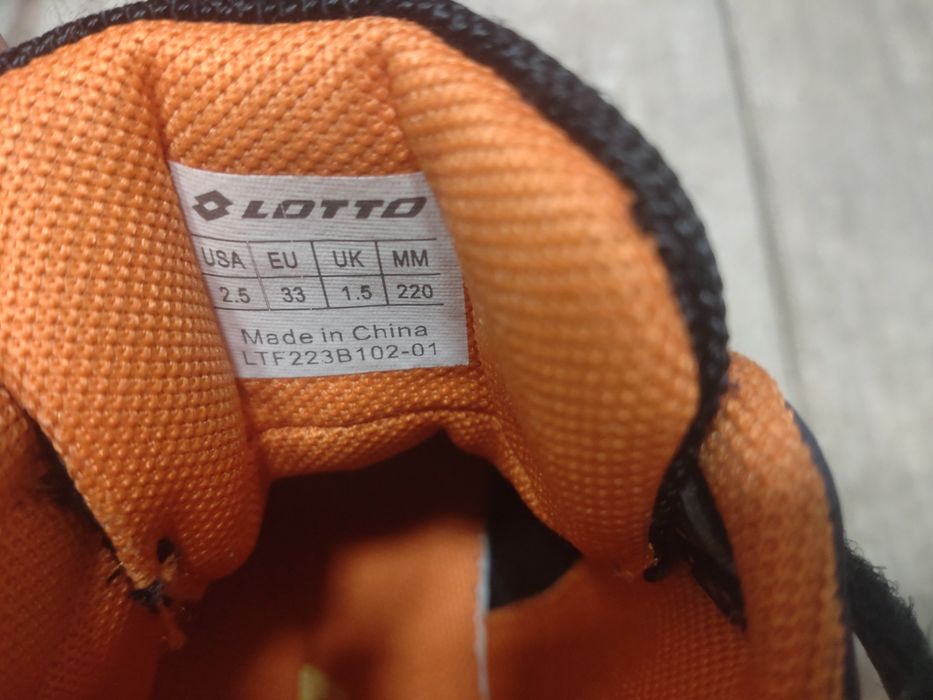 LOTTO
USA EU UK MM
2.5 33 1.5 220
Made in China
LTF223B102-01